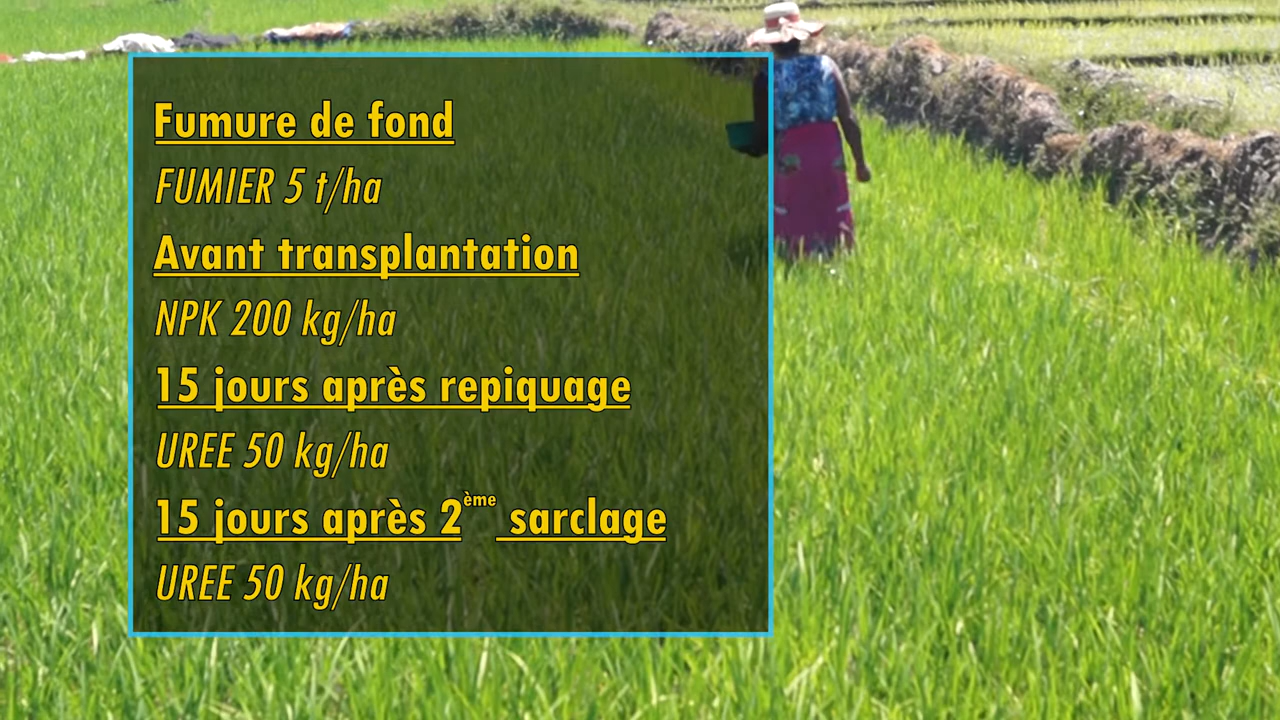 Fumure de fond
FUMIER 5 t/ha
Avant transplantation
NPK 200 kg/ha
15 jours après repiquage
UREE 50 kg/ha
15 jours après 2ème sarclage
UREE 50 kg/ha